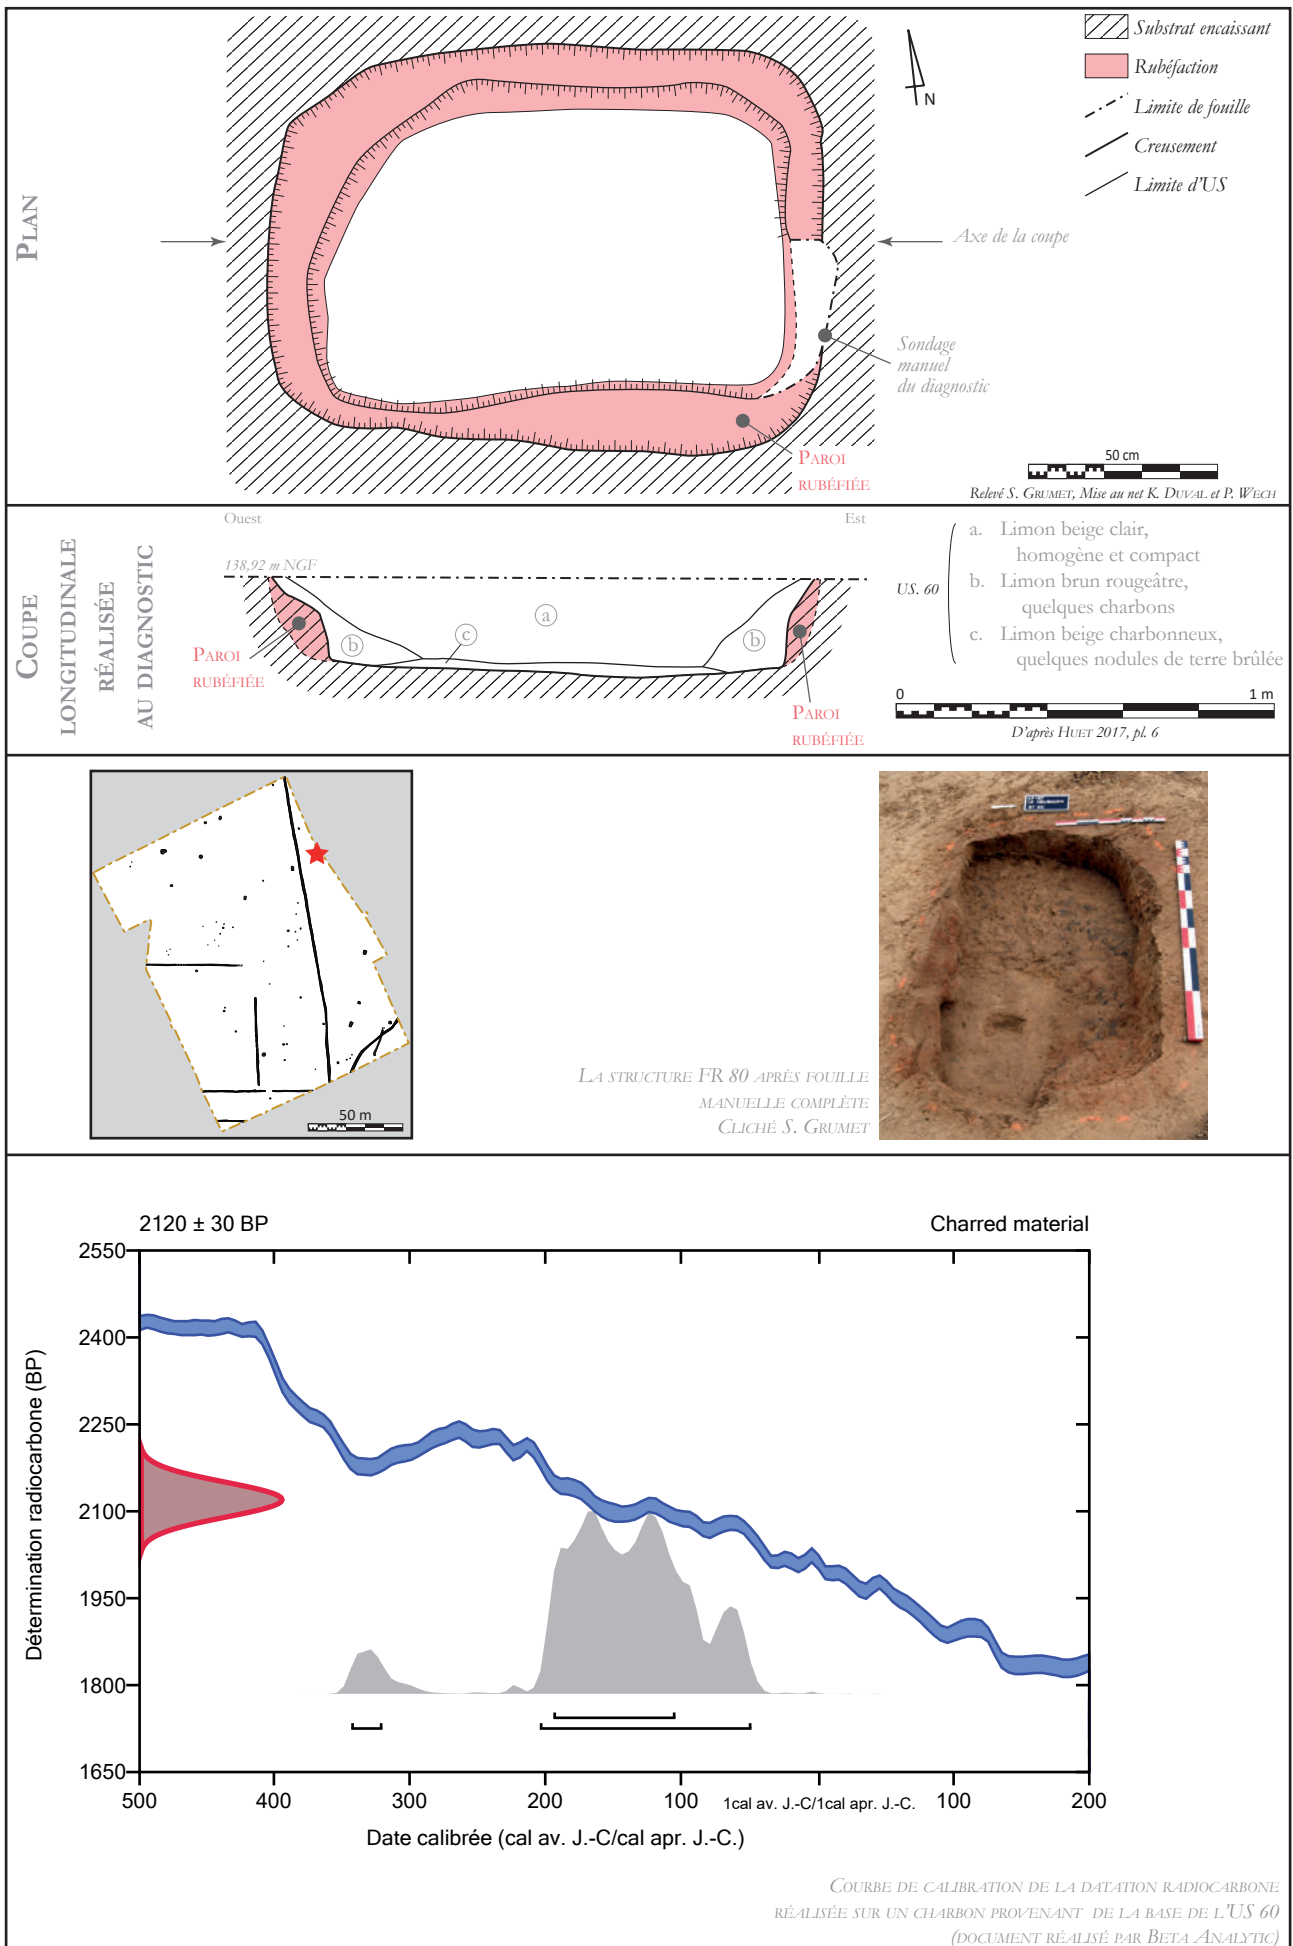 PLAN
Substrat encaissant
Rubéfaction
Limite de fouille
Creusement
Limite d'US
N
Axe de la coupe
Sondage
manuel
du diagnostic
PAROI
RUBÉFIÉE
50 cm
Relevé S. GRUMET, Mise au net K. DUVAL et P. WECH
COUPE
LONGITUDINALE
RÉALISÉE
AU DIAGNOSTIC
Ouest
Est
138,92 m NGF
a
b
c
b
PAROI
RUBÉFIÉE
PAROI
RUBÉFIÉE
US. 60
a. Limon beige clair,
homogène et compact
b. Limon brun rougeâtre,
quelques charbons
c. Limon beige charbonneux,
quelques nodules de terre brûlée
0 1 m
D'après HUET 2017, pl. 6
50 m
LA STRUCTURE FR 80 APRÈS FOUILLE
MANUELLE COMPLÈTE
CLICHÉ S. GRUMET
2120 ± 30 BP
Charred material
Détermination radiocarbone (BP)
2550
2400
2250
2100
1950
1800
1650
500 400 300 200 100 1cal av. J.-C/1cal apr. J.-C. 100 200
Date calibrée (cal av. J.-C/cal apr. J.-C.)
COURBE DE CALIBRATION DE LA DATATION RADIOCARBONE
RÉALISÉE SUR UN CHARBON PROVENANT DE LA BASE DE L'US 60
(DOCUMENT RÉALISÉ PAR BETA ANALYTIC)